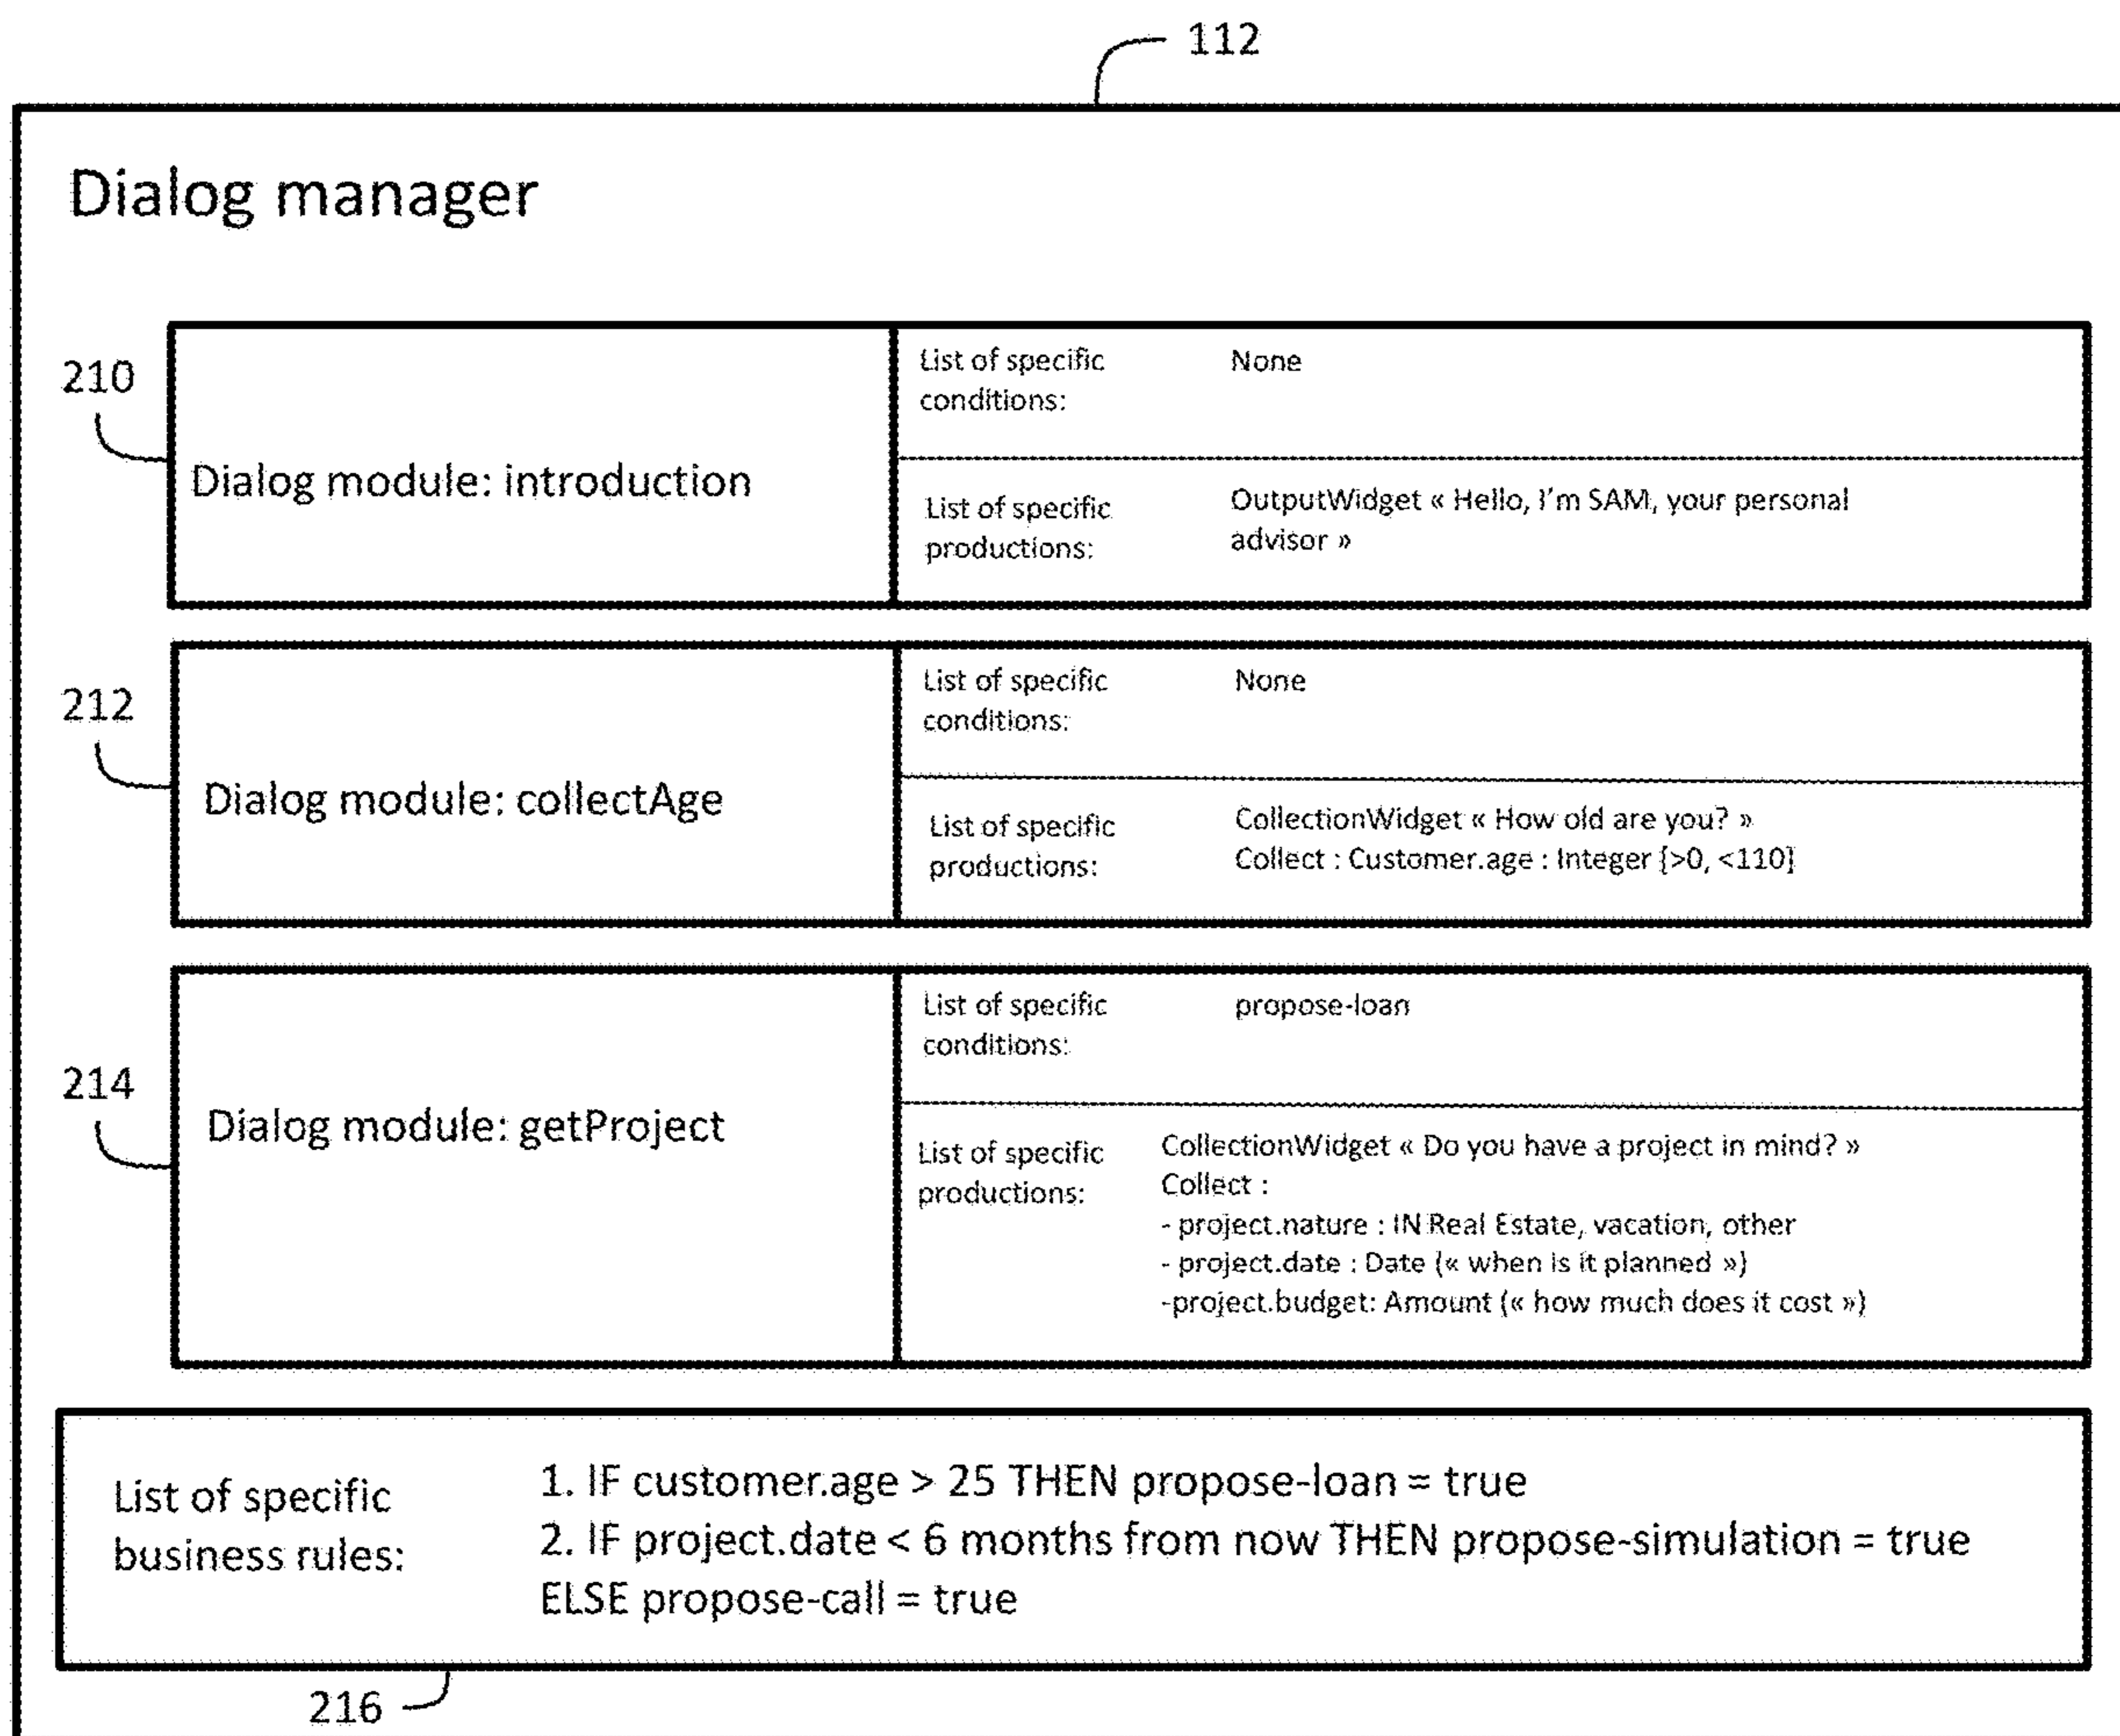 112
Dialog manager
210
Dialog module: introduction
List of specific
conditions:
None
List of specific
productions:
OutputWidget « Hello, I'm SAM, your personal
advisor »
212
Dialog module: collectAge
List of specific
conditions:
None
List of specific
productions:
CollectionWidget « How old are you? »
Collect : Customer.age : Integer [>0, <110]
214
Dialog module: getProject
List of specific
conditions:
propose-loan
List of specific
productions:
CollectionWidget « Do you have a project in mind? »
Collect :
- project.nature : IN Real Estate, vacation, other
- project.date : Date (« when is it planned »)
-project.budget: Amount (« how much does it cost »)
List of specific
business rules:
1. IF customer.age > 25 THEN propose-loan = true
2. IF project.date < 6 months from now THEN propose-simulation = true
ELSE propose-call = true
216